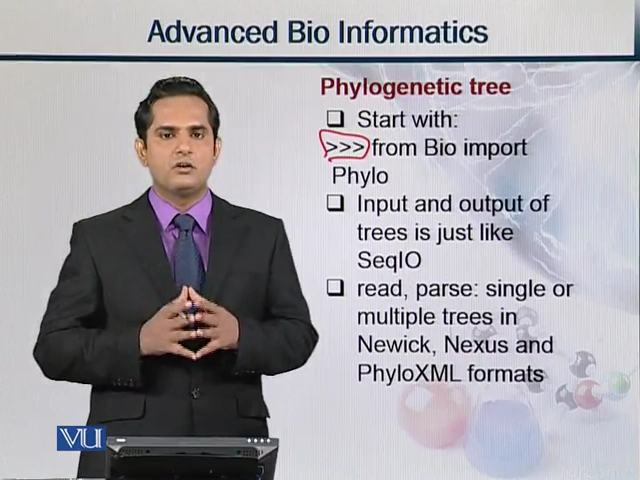 Advanced Bio Informatics
Phylogenetic tree
❑ Start with:
>>> from Bio import
Phylo
❑ Input and output of
trees is just like
SeqIO
❑ read, parse: single or
multiple trees in
Newick, Nexus and
PhyloXML formats
VU